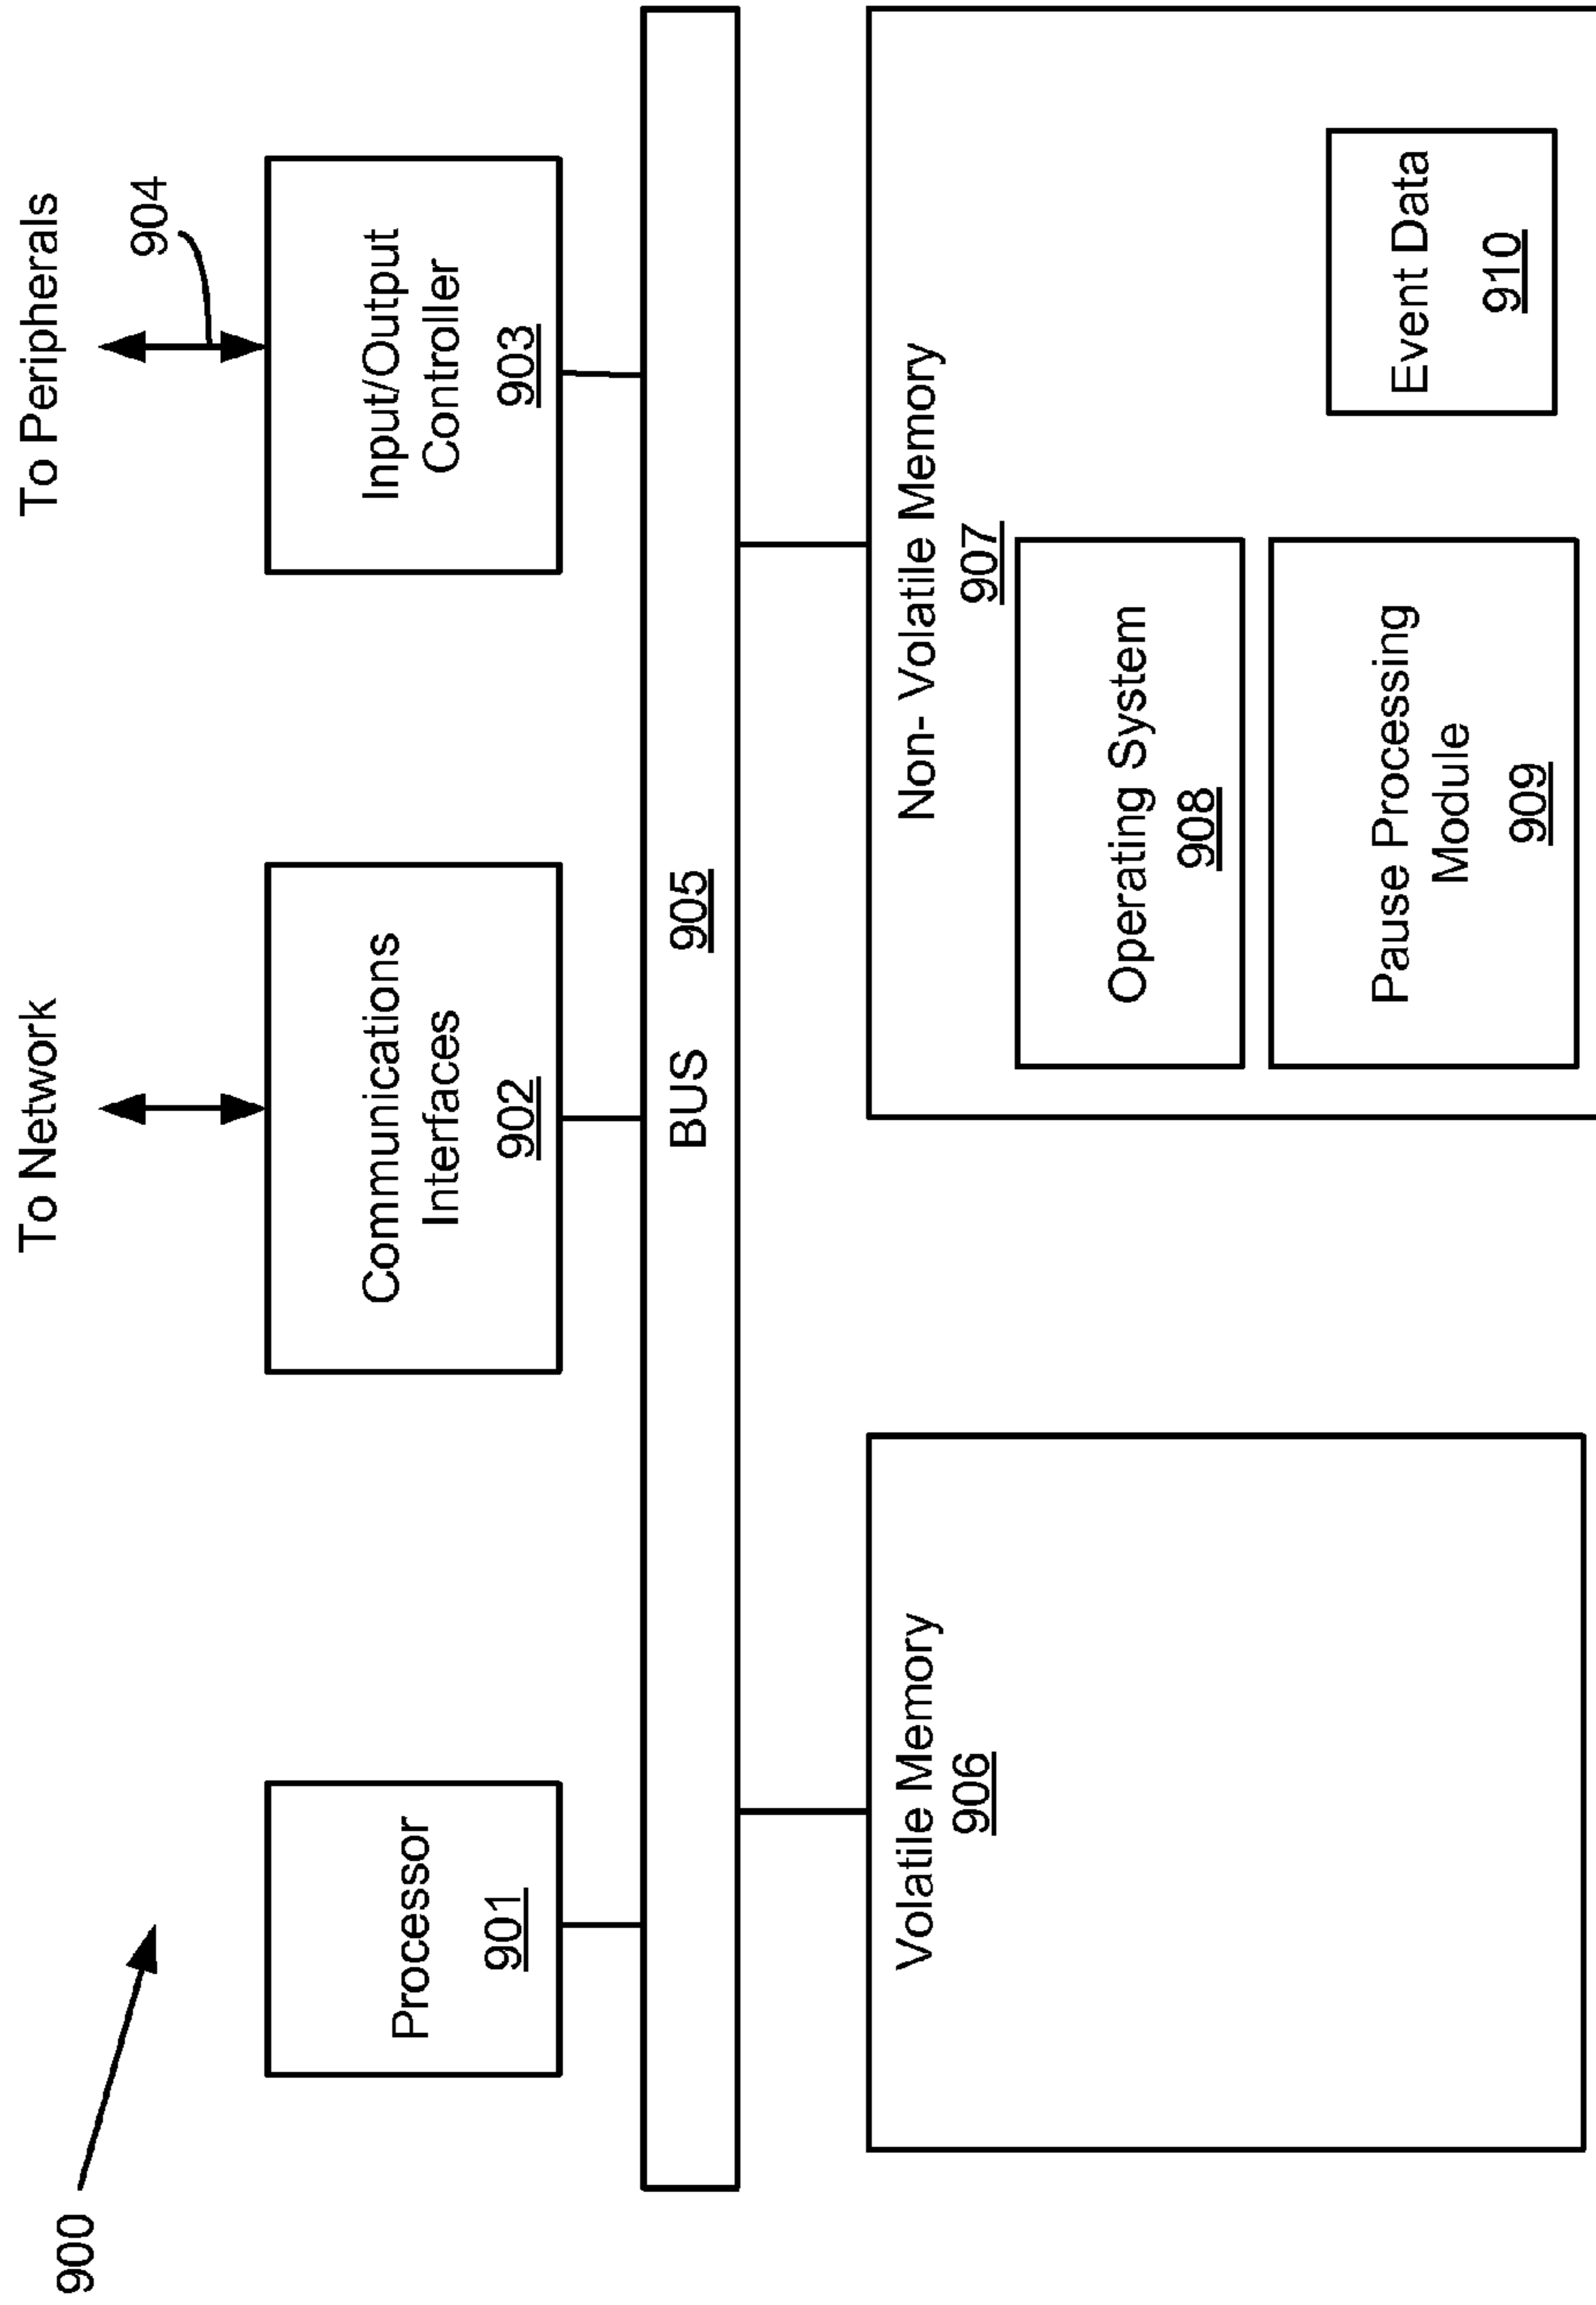 900
To Network
To Peripherals
904
Processor
901
Communications
Interfaces
902
Input/Output
Controller
903
BUS 905
Volatile Memory
906
Non- Volatile Memory
907
Operating System
908
Pause Processing
Module
909
Event Data
910